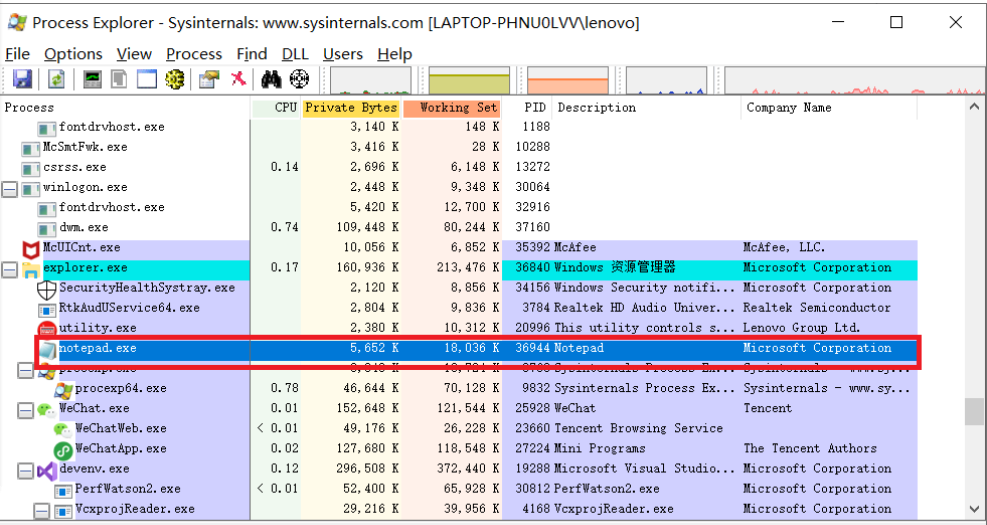 Process Explorer - Sysinternals: www.sysinternals.com [LAPTOP-PHNU0LVV\lenovo]
File Options View Process Find DLL Users Help
Process CPU Private Bytes Working Set PID Description Company Name
fontdrvhost.exe 3,140 K 148 K 1188
McSmtFwk.exe 3,416 K 28 K 10288
csrss.exe 0.14 2,696 K 6,148 K 13272
winlogon.exe 2,448 K 9,348 K 30064
fontdrvhost.exe 5,420 K 12,700 K 32916
dwm.exe 0.74 109,448 K 80,244 K 37160
McUICnt.exe 10,056 K 6,852 K 35392 McAfee McAfee, LLC.
explorer.exe 0.17 160,936 K 213,476 K 36840 Windows 资源管理器 Microsoft Corporation
SecurityHealthSystray.exe 2,120 K 8,856 K 34156 Windows Security notifi... Microsoft Corporation
RtkAudUService64.exe 2,804 K 9,836 K 3784 Realtek HD Audio Univer... Realtek Semiconductor
utility.exe 2,380 K 10,312 K 20996 This utility controls s... Lenovo Group Ltd.
notepad.exe 5,652 K 18,036 K 36944 Notepad Microsoft Corporation
procexp64.exe 0.78 46,644 K 70,128 K 9832 Sysinternals Process Ex... Sysinternals - www.sy...
WeChat.exe 0.01 152,648 K 121,544 K 25928 WeChat Tencent
WeChatWeb.exe < 0.01 49,176 K 26,228 K 23660 Tencent Browsing Service
WeChatApp.exe 0.02 127,680 K 118,548 K 27224 Mini Programs The Tencent Authors
devenv.exe 0.12 296,508 K 372,440 K 19288 Microsoft Visual Studio... Microsoft Corporation
PerfWatson2.exe < 0.01 52,400 K 65,928 K 30812 PerfWatson2.exe Microsoft Corporation
VcxprojReader.exe 29,216 K 39,956 K 4168 VcxprojReader.exe Microsoft Corporation